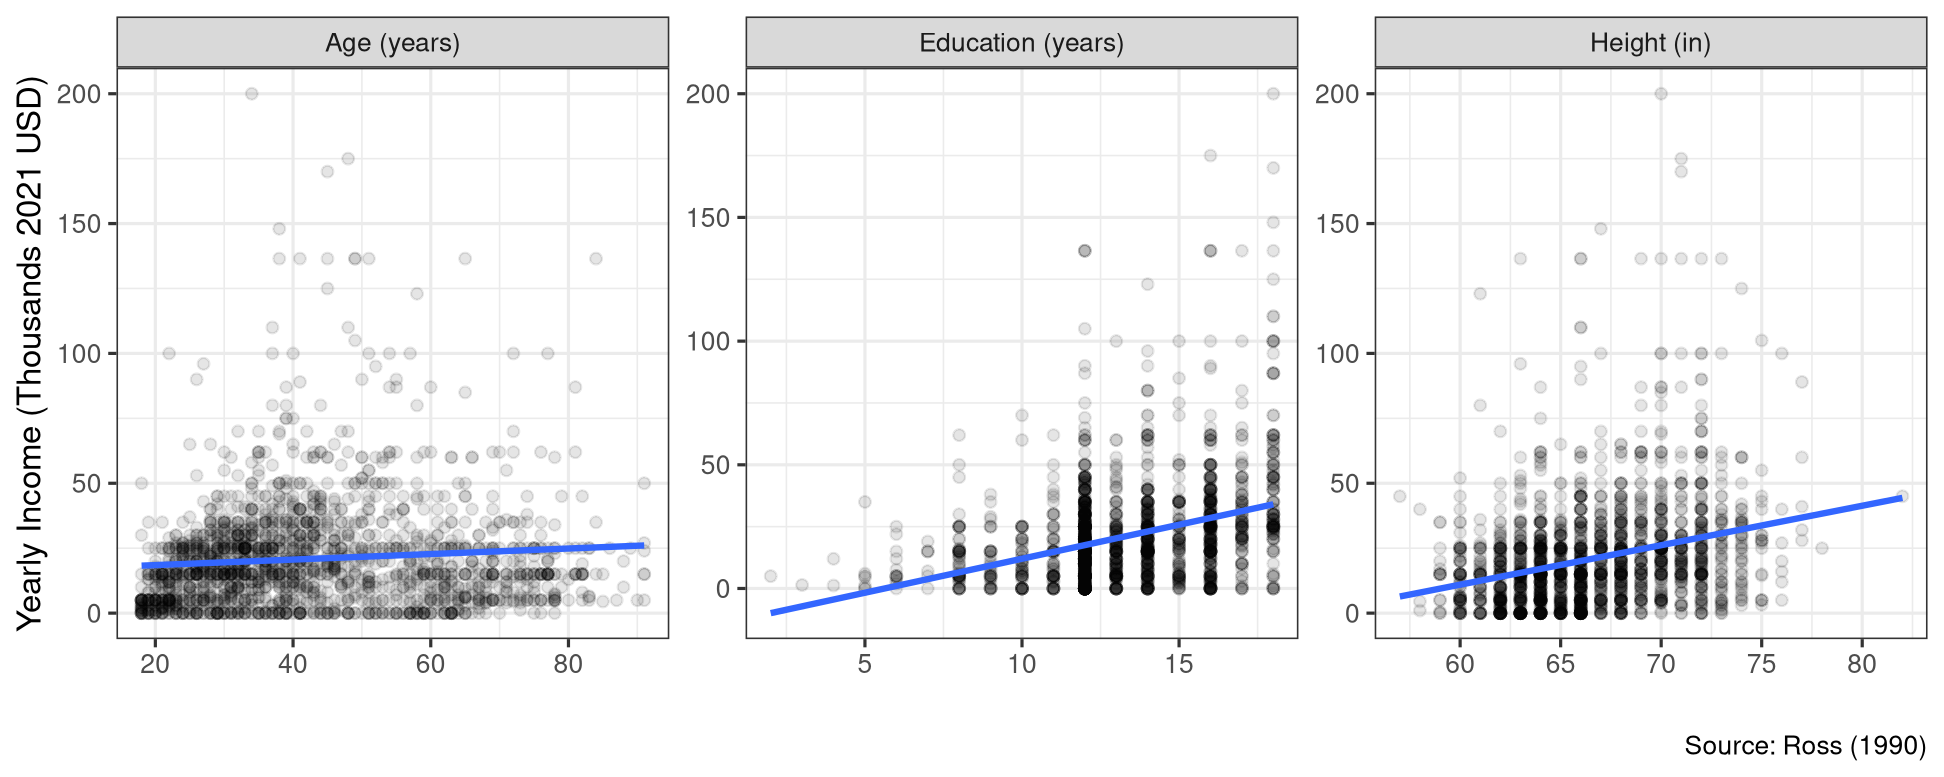 Age (years) Education (years) Height (in)
Yearly Income (Thousands 2021 USD)
200 200 200
150 150 150
100 100 100
50 50 50
0 0 0
20 40 60 80 5 10 15 60 65 70 75 80
Source: Ross (1990)